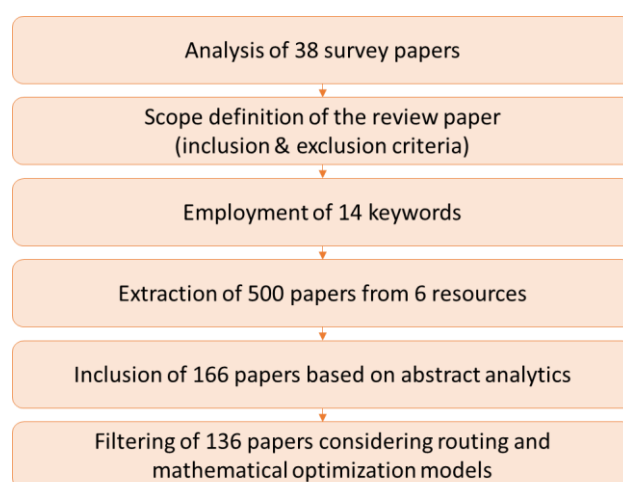 Analysis of 38 survey papers
Scope definition of the review paper
(inclusion & exclusion criteria)
Employment of 14 keywords
Extraction of 500 papers from 6 resources
Inclusion of 166 papers based on abstract analytics
Filtering of 136 papers considering routing and
mathematical optimization models